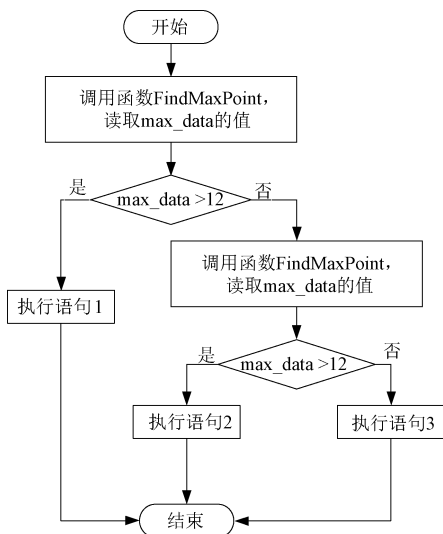 开始
调用函数FindMaxPoint，
读取max_data的值
是
max_data >12
否
调用函数FindMaxPoint，
读取max_data的值
执行语句1
是
max_data >12
否
执行语句2
执行语句3
结束